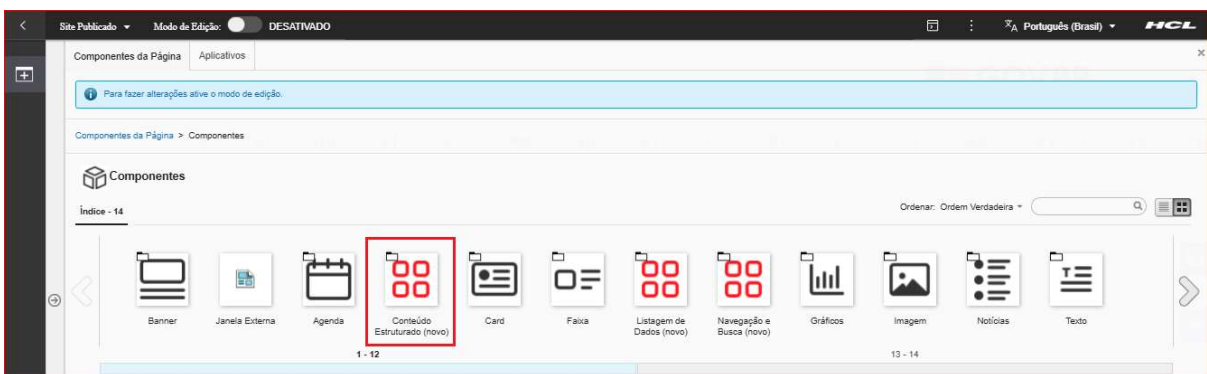 Site Publicado Modo de Edição: DESATIVADO Português (Brasil) HCL
Componentes da Página Aplicativos
Para fazer alterações ative o modo de edição.
Componentes da Página > Componentes
Componentes
Índice - 14 Ordenar: Ordem Verdadeira
Banner Janela Externa Agenda Conteúdo Card Faixa Listagem de Navegação e Gráficos Imagem Notícias Texto
Estruturado (novo) Dados (novo) Busca (novo)
1 - 12 13 - 14